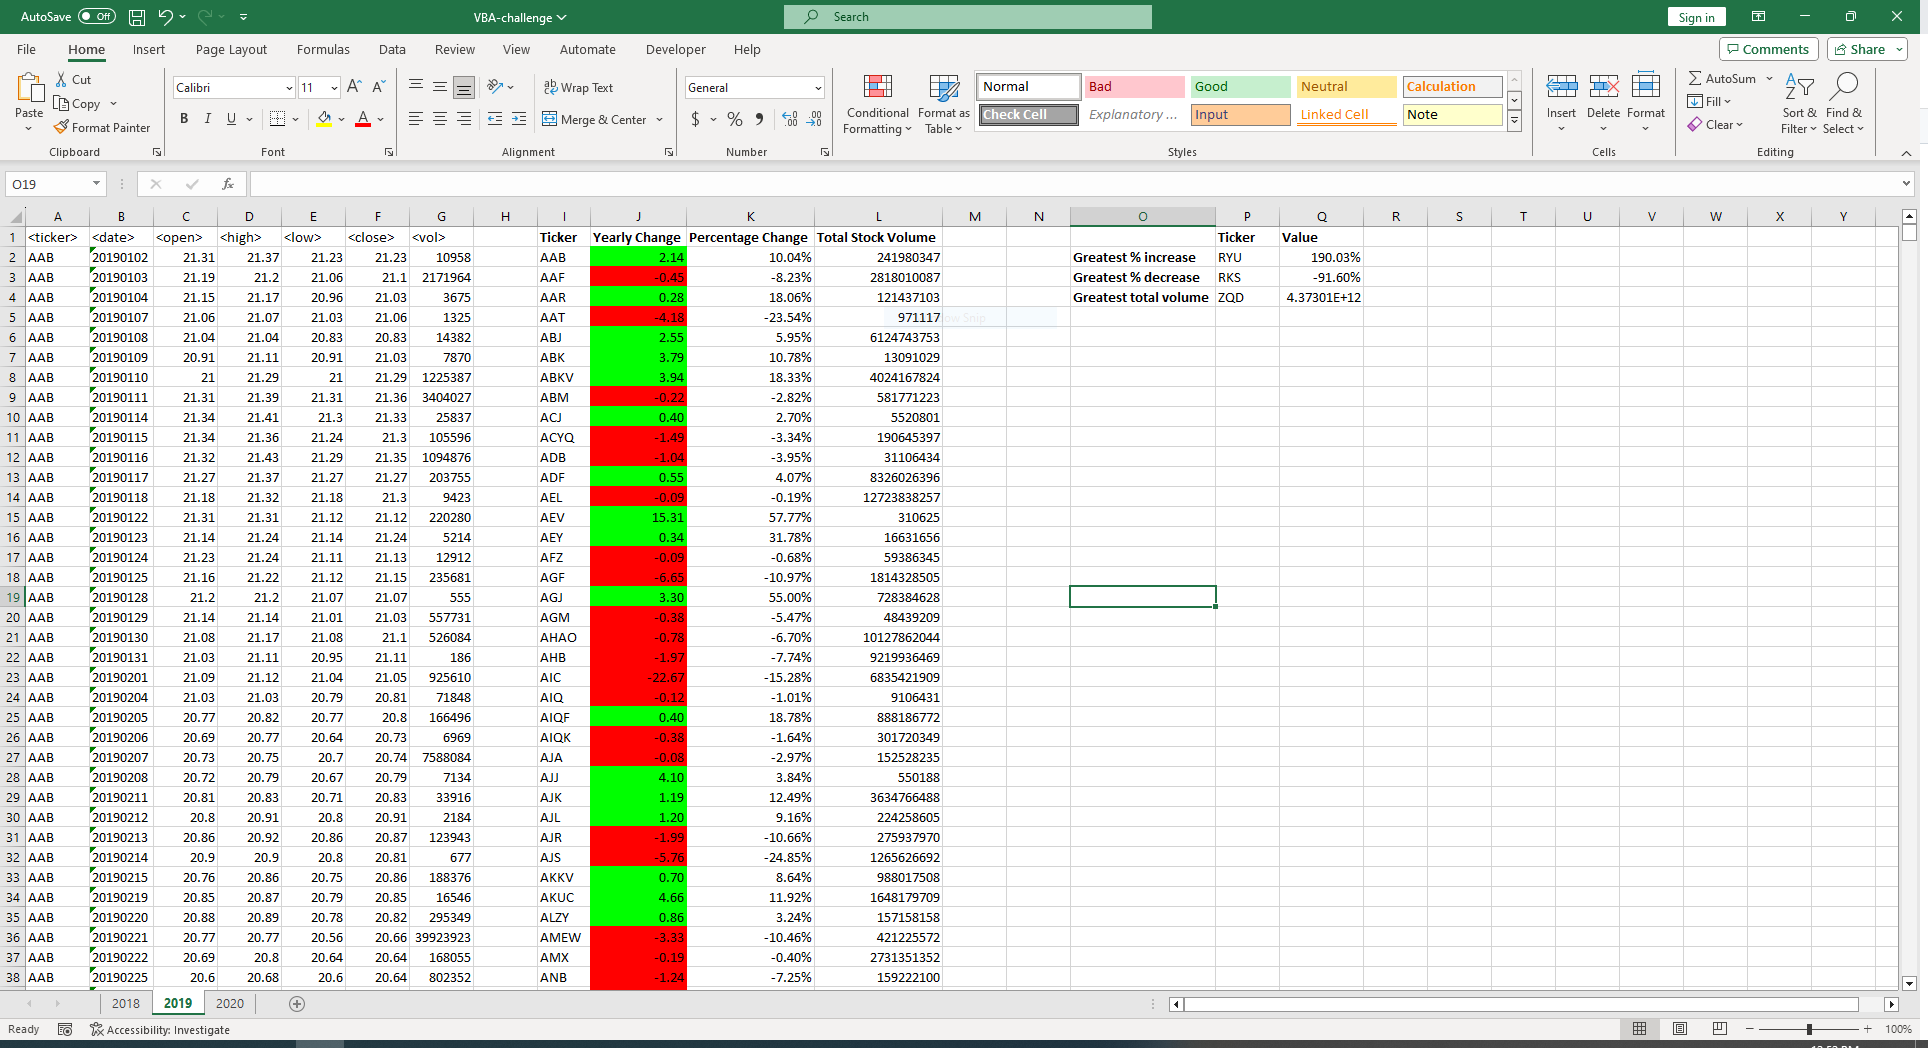 AutoSave Off VBA-challenge Search Sign in
File Home Insert Page Layout Formulas Data Review View Automate Developer Help Comments Share
Paste Cut Copy Format Painter Clipboard
Calibri 11 B I U Font
Wrap Text Merge & Center Alignment
General $ % Number
Conditional Formatting Format as Table
Normal Bad Good Neutral Calculation
Check Cell Explanatory ... Input Linked Cell Note
Styles
Insert Delete Format Cells
AutoSum Fill Clear Sort & Filter Find & Select Editing
O19 fx
A B C D E F G H I J K L M N O P Q R S T U V W X Y
1 <ticker> <date> <open> <high> <low> <close> <vol> Ticker Yearly Change Percentage Change Total Stock Volume Ticker Value
2 AAB 20190102 21.31 21.37 21.23 21.23 10958 AAB 2.14 10.04% 241980347 Greatest % increase RYU 190.03%
3 AAB 20190103 21.19 21.2 21.06 21.1 2171964 AAF -0.45 -8.23% 2818010087 Greatest % decrease RKS -91.60%
4 AAB 20190104 21.15 21.17 20.96 21.03 3675 AAR 0.28 18.06% 121437103 Greatest total volume ZQD 4.37301E+12
5 AAB 20190107 21.06 21.07 21.03 21.06 1325 AAT -4.18 -23.54% 971117 Snip
6 AAB 20190108 21.04 21.04 20.83 20.83 14382 ABJ 2.55 5.95% 6124743753
7 AAB 20190109 20.91 21.11 20.91 21.03 7870 ABK 3.79 10.78% 13091029
8 AAB 20190110 21 21.29 21 21.29 1225387 ABKV 3.94 18.33% 4024167824
9 AAB 20190111 21.31 21.39 21.31 21.36 3404027 ABM -0.22 -2.82% 581771223
10 AAB 20190114 21.34 21.41 21.3 21.33 25837 ACJ 0.40 2.70% 5520801
11 AAB 20190115 21.34 21.36 21.24 21.3 105596 ACYQ -1.49 -3.34% 190645397
12 AAB 20190116 21.32 21.43 21.29 21.35 1094876 ADB -1.04 -3.95% 31106434
13 AAB 20190117 21.27 21.37 21.27 21.27 203755 ADF 0.55 4.07% 8326026396
14 AAB 20190118 21.18 21.32 21.18 21.3 9423 AEL -0.09 -0.19% 12723838257
15 AAB 20190122 21.31 21.31 21.12 21.12 220280 AEV 15.31 57.77% 310625
16 AAB 20190123 21.14 21.24 21.14 21.24 5214 AEY 0.34 31.78% 16631656
17 AAB 20190124 21.23 21.24 21.11 21.13 12912 AFZ -0.09 -0.68% 59386345
18 AAB 20190125 21.16 21.22 21.12 21.15 235681 AGF -6.65 -10.97% 1814328505
19 AAB 20190128 21.2 21.2 21.07 21.07 555 AGJ 3.30 55.00% 728384628
20 AAB 20190129 21.14 21.14 21.01 21.03 557731 AGM -0.38 -5.47% 48439209
21 AAB 20190130 21.08 21.17 21.08 21.1 526084 AHAO -0.78 -6.70% 10127862044
22 AAB 20190131 21.03 21.11 20.95 21.11 186 AHB -1.97 -7.74% 9219936469
23 AAB 20190201 21.09 21.12 21.04 21.05 925610 AIC -22.67 -15.28% 6835421909
24 AAB 20190204 21.03 21.03 20.79 20.81 71848 AIQ -0.12 -1.01% 9106431
25 AAB 20190205 20.77 20.82 20.77 20.8 166496 AIQF 0.40 18.78% 888186772
26 AAB 20190206 20.69 20.77 20.64 20.73 6969 AIQK -0.38 -1.64% 301720349
27 AAB 20190207 20.73 20.75 20.7 20.74 7588084 AJA -0.08 -2.97% 152528235
28 AAB 20190208 20.72 20.79 20.67 20.79 7134 AJJ 4.10 3.84% 550188
29 AAB 20190211 20.81 20.83 20.71 20.83 33916 AJK 1.19 12.49% 3634766488
30 AAB 20190212 20.8 20.91 20.8 20.91 2184 AJL 1.20 9.16% 224258605
31 AAB 20190213 20.86 20.92 20.86 20.87 123943 AJR -1.99 -10.66% 275937970
32 AAB 20190214 20.9 20.9 20.8 20.81 677 AJS -5.76 -24.85% 1265626692
33 AAB 20190215 20.76 20.86 20.75 20.86 188376 AKKV 0.70 8.64% 988017508
34 AAB 20190219 20.85 20.87 20.79 20.85 16546 AKUC 4.66 11.92% 1648179709
35 AAB 20190220 20.88 20.89 20.78 20.82 295349 ALZY 0.86 3.24% 157158158
36 AAB 20190221 20.77 20.77 20.56 20.66 39923923 AMEW -3.33 -10.46% 421225572
37 AAB 20190222 20.69 20.8 20.64 20.64 168055 AMX -0.19 -0.40% 2731351352
38 AAB 20190225 20.6 20.68 20.6 20.64 802352 ANB -1.24 -7.25% 159222100
2018 2019 2020
Ready Accessibility: Investigate 100%